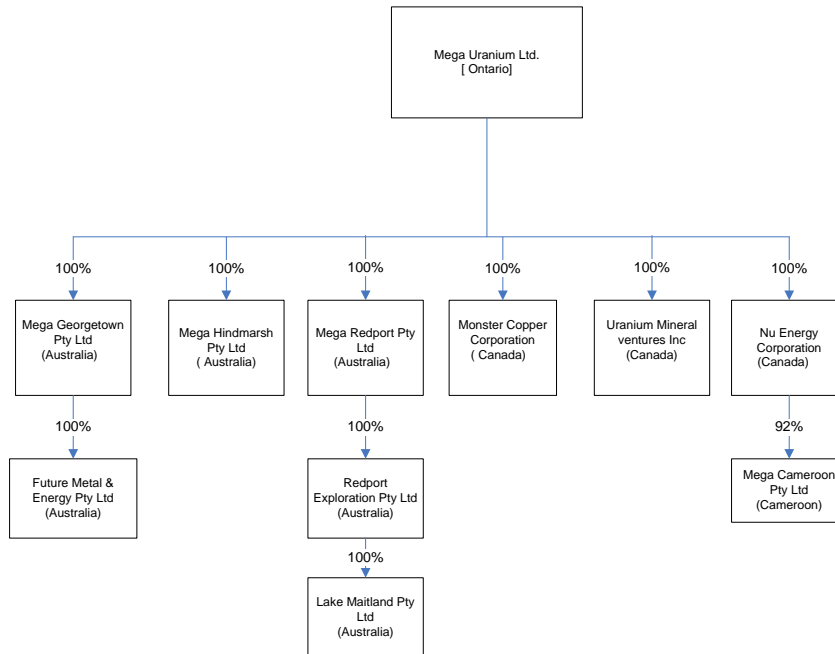 Mega Uranium Ltd.
[ Ontario]
100%
100%
100%
100%
100%
100%
Mega Georgetown
Pty Ltd
(Australia)
Mega Hindmarsh
Pty Ltd
( Australia)
Mega Redport Pty
Ltd
(Australia)
Monster Copper
Corporation
( Canada)
Uranium Mineral
ventures Inc
(Canada)
Nu Energy
Corporation
(Canada)
100%
100%
92%
Future Metal &
Energy Pty Ltd
(Australia)
Redport
Exploration Pty Ltd
(Australia)
Mega Cameroon
Pty Ltd
(Cameroon)
100%
Lake Maitland Pty
Ltd
(Australia)